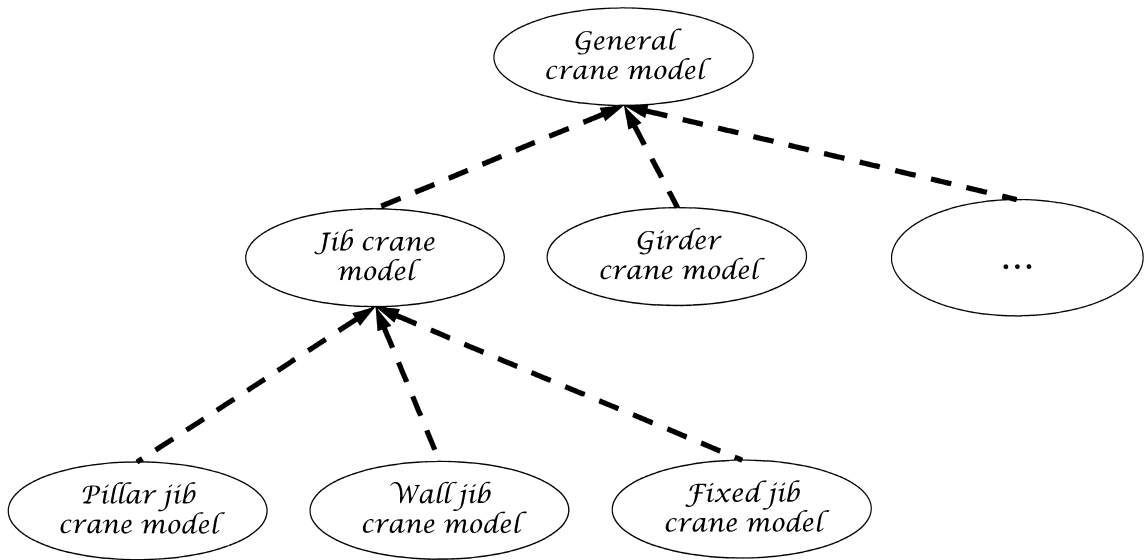 General
crane model
Jib crane
model
Girder
crane model
...
Pillar jib
crane model
Wall jib
crane model
Fixed jib
crane model